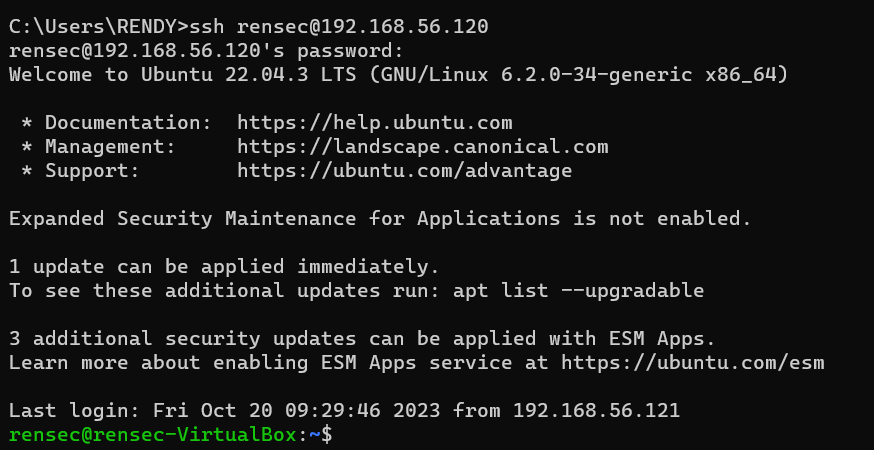 C:\Users\RENDY>ssh rensec@192.168.56.120
rensec@192.168.56.120's password:
Welcome to Ubuntu 22.04.3 LTS (GNU/Linux 6.2.0-34-generic x86_64)
* Documentation:  https://help.ubuntu.com
* Management:     https://landscape.canonical.com
* Support:        https://ubuntu.com/advantage
Expanded Security Maintenance for Applications is not enabled.
1 update can be applied immediately.
To see these additional updates run: apt list --upgradable
3 additional security updates can be applied with ESM Apps.
Learn more about enabling ESM Apps service at https://ubuntu.com/esm
Last login: Fri Oct 20 09:29:46 2023 from 192.168.56.121
rensec@rensec-VirtualBox:~$